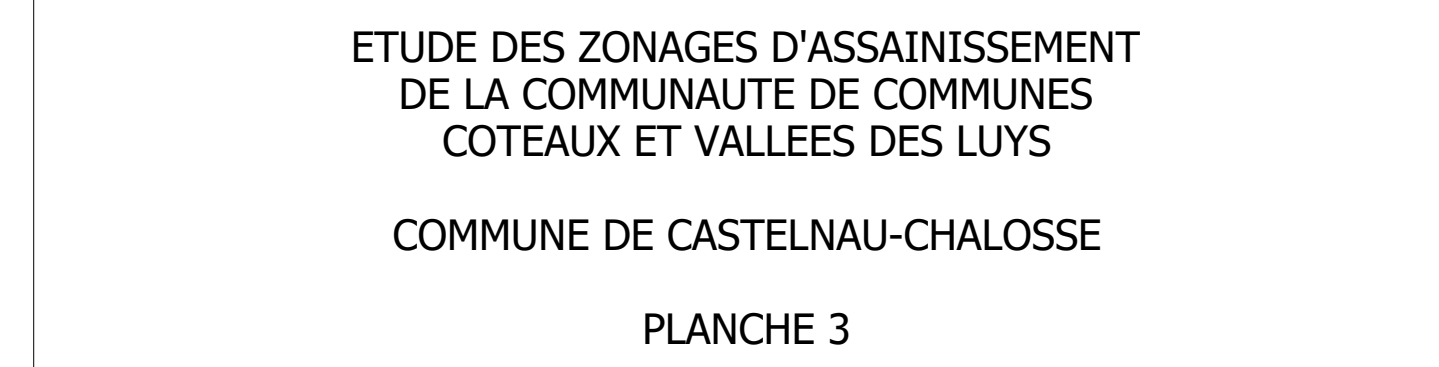 ETUDE DES ZONAGES D'ASSAINISSEMENT
DE LA COMMUNAUTE DE COMMUNES
COTEAUX ET VALLEES DES LUYS
COMMUNE DE CASTELNAU-CHALOSSE
PLANCHE 3